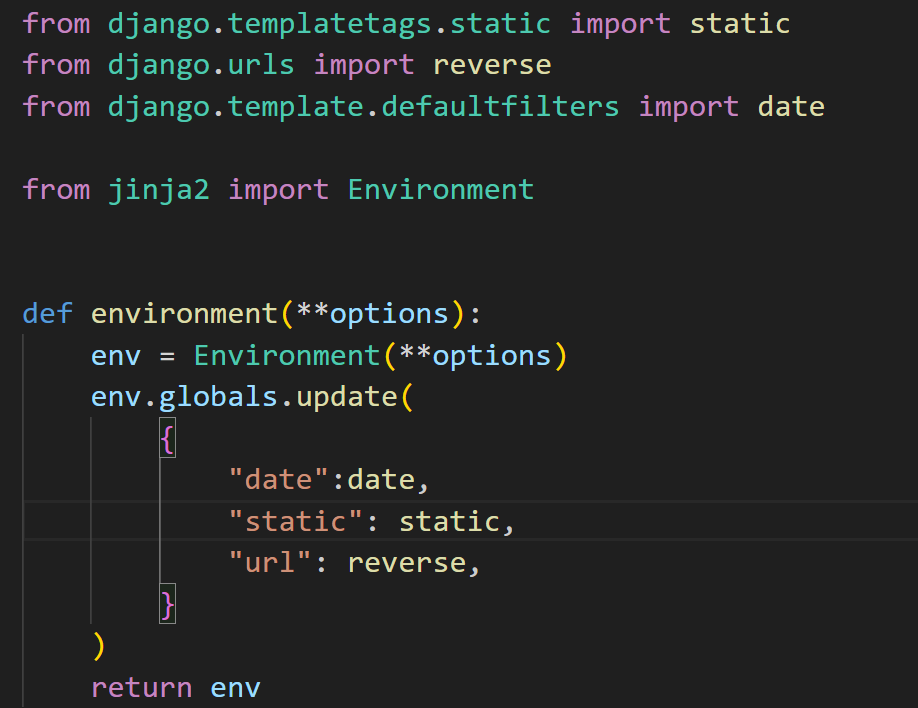 from django.templatetags.static import static
from django.urls import reverse
from django.template.defaultfilters import date
from jinja2 import Environment
def environment(**options):
    env = Environment(**options)
    env.globals.update(
        {
            "date":date,
            "static": static,
            "url": reverse,
        }
    )
    return env